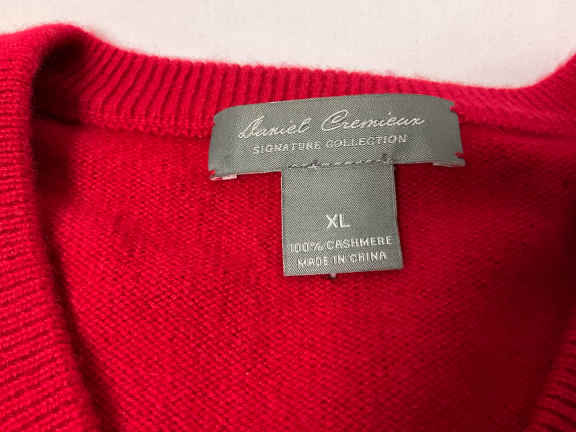 Daniel Cremieux
SIGNATURE COLLECTION
XL
100% CASHMERE
MADE IN CHINA